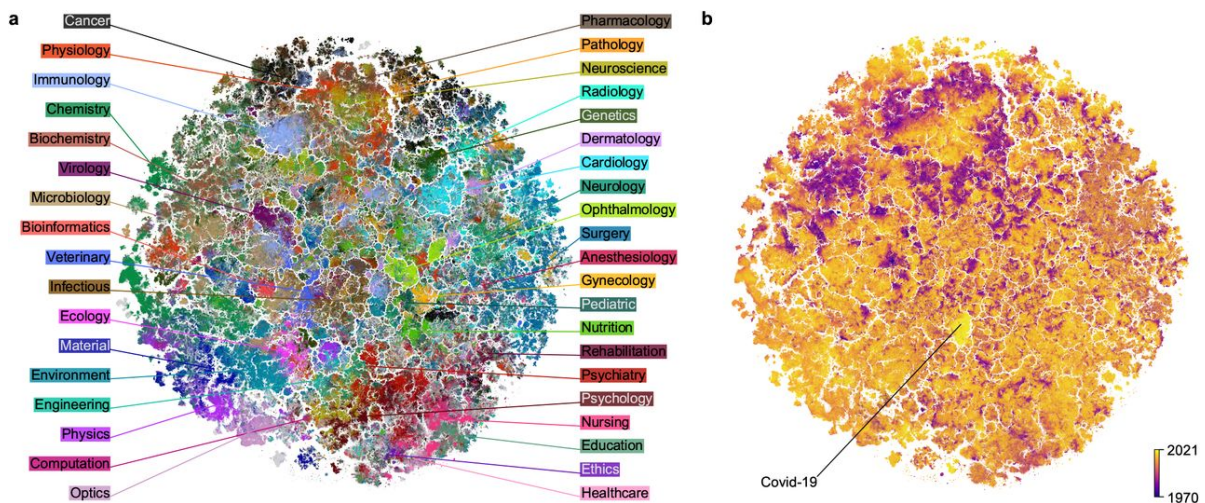 a
Cancer
Physiology
Immunology
Chemistry
Biochemistry
Virology
Microbiology
Bioinformatics
Veterinary
Infectious
Ecology
Material
Environment
Engineering
Physics
Computation
Optics
Pharmacology
Pathology
Neuroscience
Radiology
Genetics
Dermatology
Cardiology
Neurology
Ophthalmology
Surgery
Anesthesiology
Gynecology
Pediatric
Nutrition
Rehabilitation
Psychiatry
Psychology
Nursing
Education
Ethics
Healthcare
b
Covid-19
2021
1970